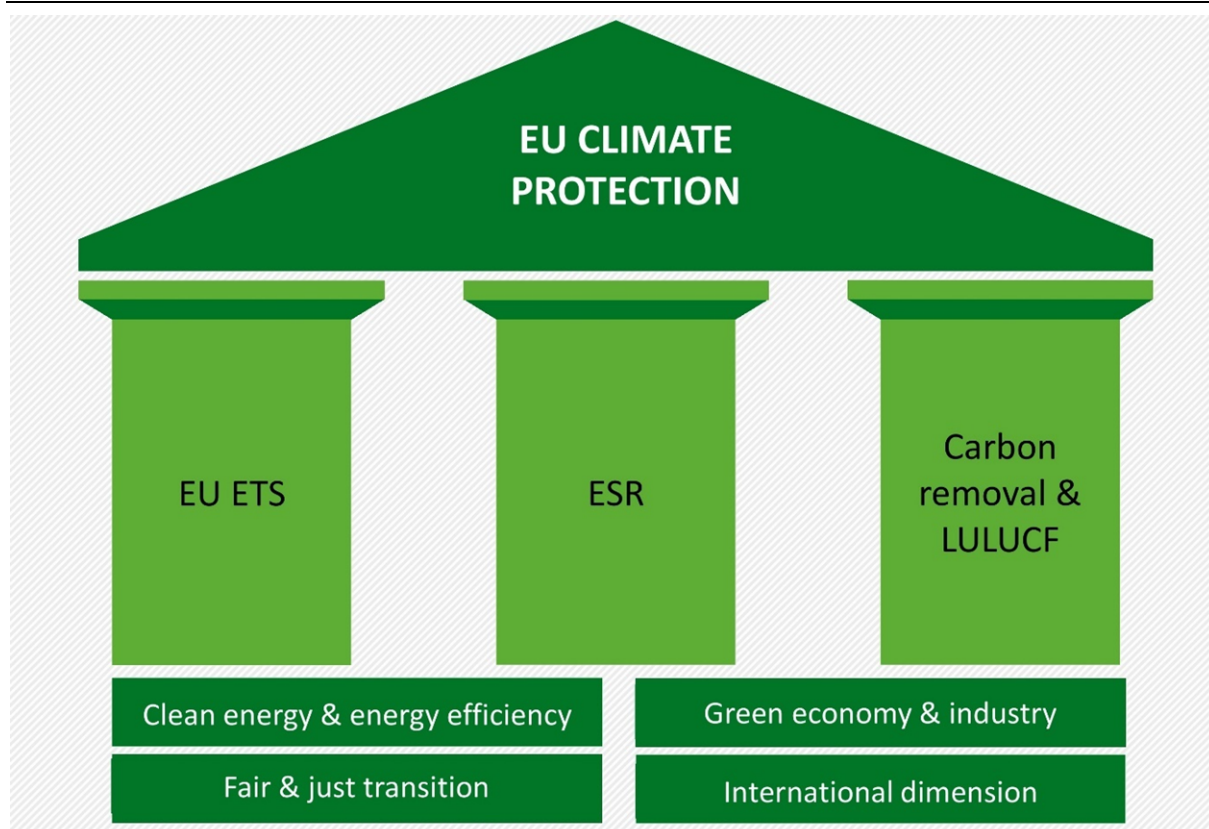 EU CLIMATE
PROTECTION
EU ETS
ESR
Carbon
removal &
LULUCF
Clean energy & energy efficiency
Green economy & industry
Fair & just transition
International dimension